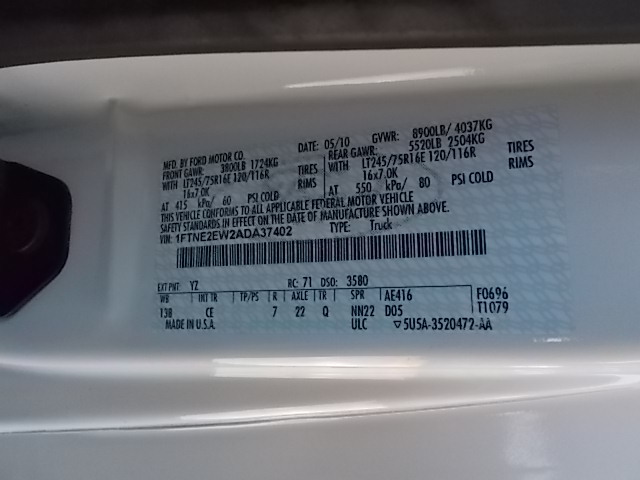 MFD. BY FORD MOTOR CO.
DATE: 05/10 GVWR: 8900LB/ 4037KG
FRONT GAWR: 3800LB 1724KG REAR GAWR: 5520LB 2504KG
WITH LT245/75R16E 120/116R TIRES WITH LT245/75R16E 120/116R TIRES
16x7.0K RIMS 16x7.0K RIMS
AT 415 kPa/ 60 PSI COLD AT 550 kPa/ 80 PSI COLD
THIS VEHICLE CONFORMS TO ALL APPLICABLE FEDERAL MOTOR VEHICLE
SAFETY STANDARDS IN EFFECT ON THE DATE OF MANUFACTURE SHOWN ABOVE.
VIN: 1FTNE2EW2ADA37402 TYPE: Truck
EXT PNT: YZ RC: 71 DSO: 3580
WB INT TR TP/PS R AXLE TR SPR AE416 F0696
138 CE 7 22 Q NN22 D05 T1079
MADE IN U.S.A. ULC ▽5U5A-3520472-AA